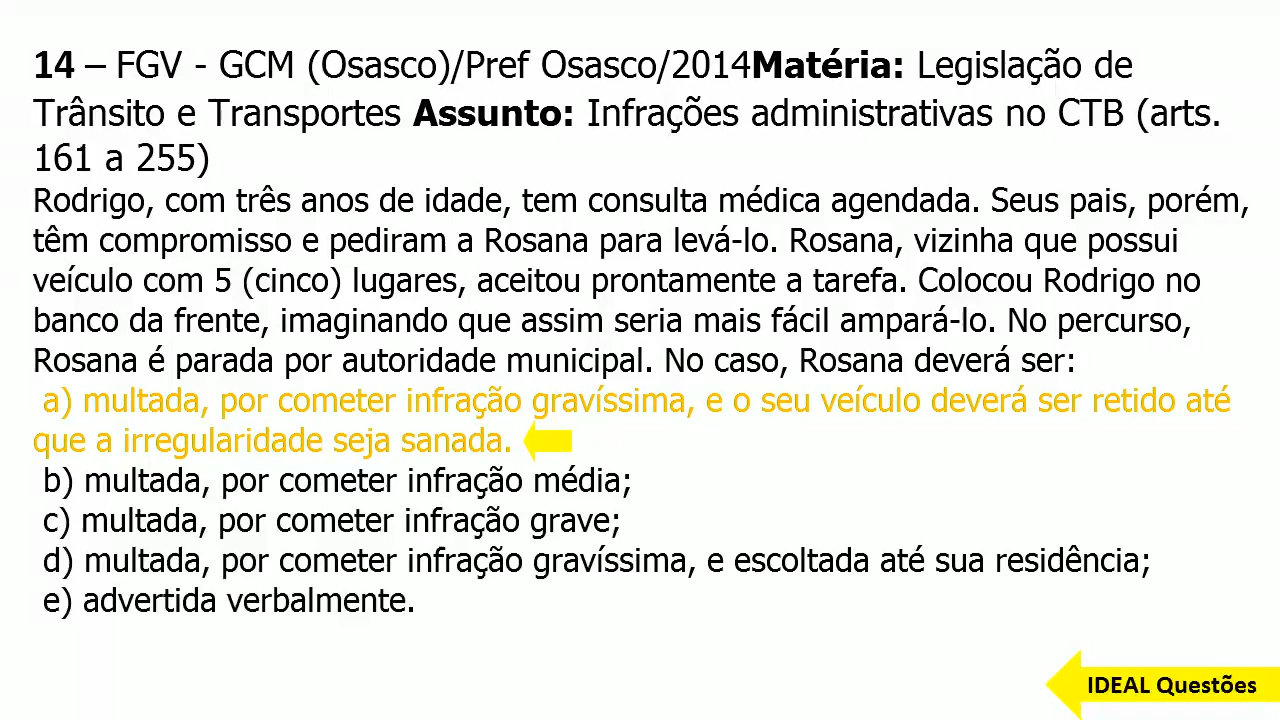 14 – FGV - GCM (Osasco)/Pref Osasco/2014Matéria: Legislação de
Trânsito e Transportes Assunto: Infrações administrativas no CTB (arts.
161 a 255)
Rodrigo, com três anos de idade, tem consulta médica agendada. Seus pais, porém,
têm compromisso e pediram a Rosana para levá-lo. Rosana, vizinha que possui
veículo com 5 (cinco) lugares, aceitou prontamente a tarefa. Colocou Rodrigo no
banco da frente, imaginando que assim seria mais fácil ampará-lo. No percurso,
Rosana é parada por autoridade municipal. No caso, Rosana deverá ser:
a) multada, por cometer infração gravíssima, e o seu veículo deverá ser retido até
que a irregularidade seja sanada.
b) multada, por cometer infração média;
c) multada, por cometer infração grave;
d) multada, por cometer infração gravíssima, e escoltada até sua residência;
e) advertida verbalmente.
IDEAL Questões